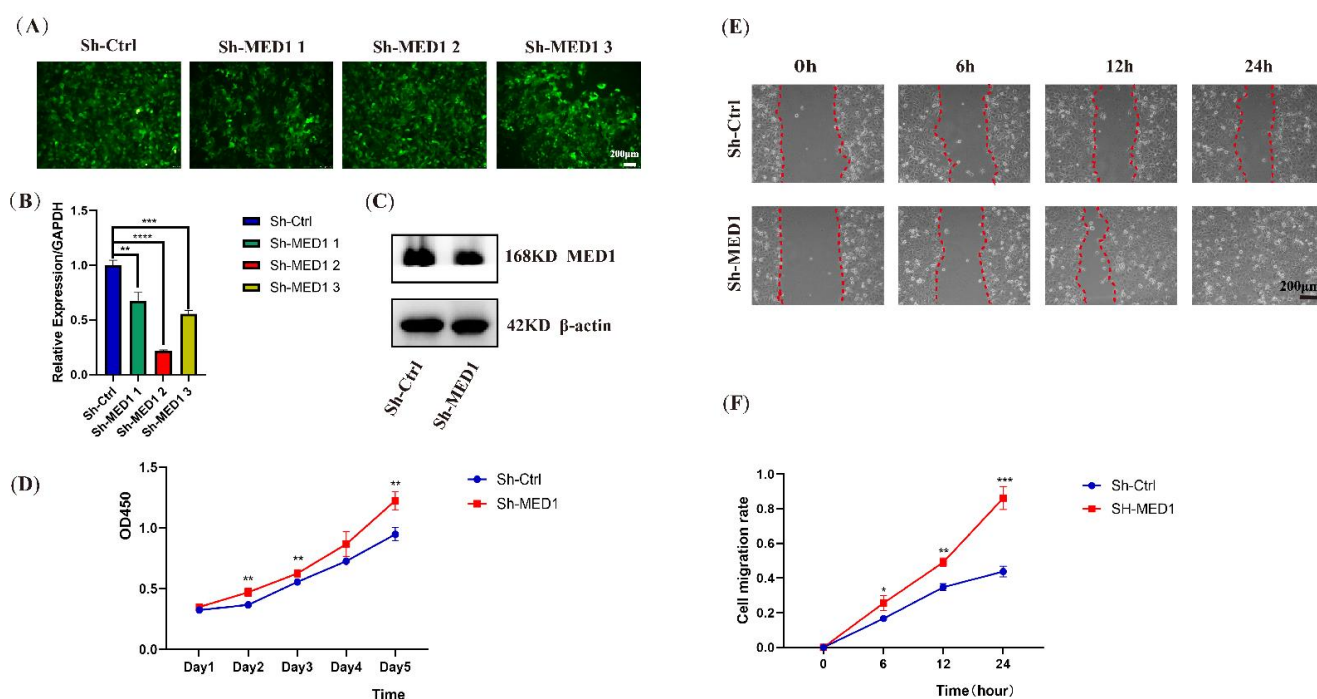 (A)
Sh-Ctrl Sh-MED1 1 Sh-MED1 2 Sh-MED1 3
200μm
(B)
Relative Expression/GAPDH
1.5
1.0
0.5
0.0
**
****
***
Sh-Ctrl
Sh-MED1 1
Sh-MED1 2
Sh-MED1 3
Sh-Ctrl
Sh-MED1 1
Sh-MED1 2
Sh-MED1 3
(C)
168KD MED1
42KD β-actin
Sh-Ctrl
Sh-MED1
(D)
OD450
1.5
1.0
0.5
0.0
**
**
**
Day1 Day2 Day3 Day4 Day5
Time
Sh-Ctrl
Sh-MED1
(E)
0h 6h 12h 24h
Sh-Ctrl
Sh-MED1
200μm
(F)
Cell migration rate
1.0
0.8
0.6
0.4
0.2
0.0
*
**
***
0 6 12 24
Time(hour)
Sh-Ctrl
SH-MED1